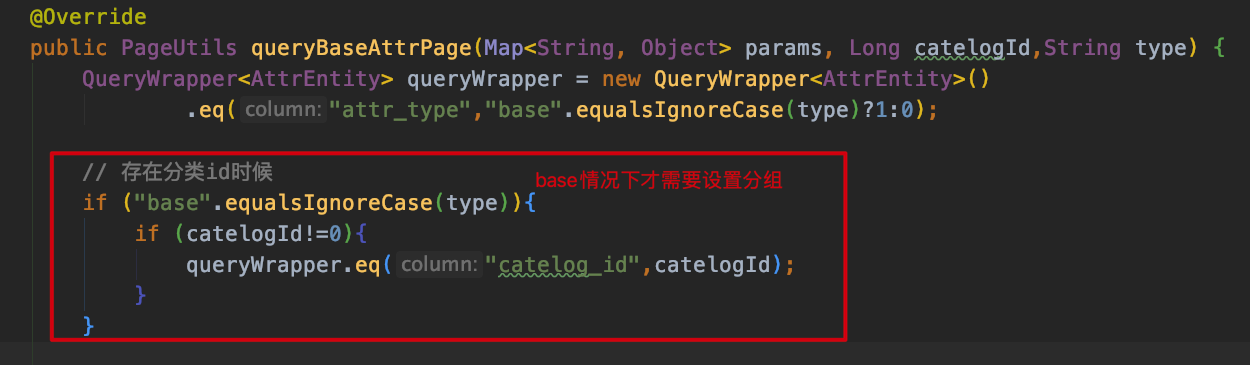 @Override
public PageUtils queryBaseAttrPage(Map<String, Object> params, Long catelogId,String type) {
QueryWrapper<AttrEntity> queryWrapper = new QueryWrapper<AttrEntity>()
.eq( column: "attr_type","base".equalsIgnoreCase(type)?1:0);
// 存在分类id时候
base情况下才需要设置分组
if ("base".equalsIgnoreCase(type)){
if (catelogId!=0){
queryWrapper.eq( column: "catelog_id",catelogId);
}
}